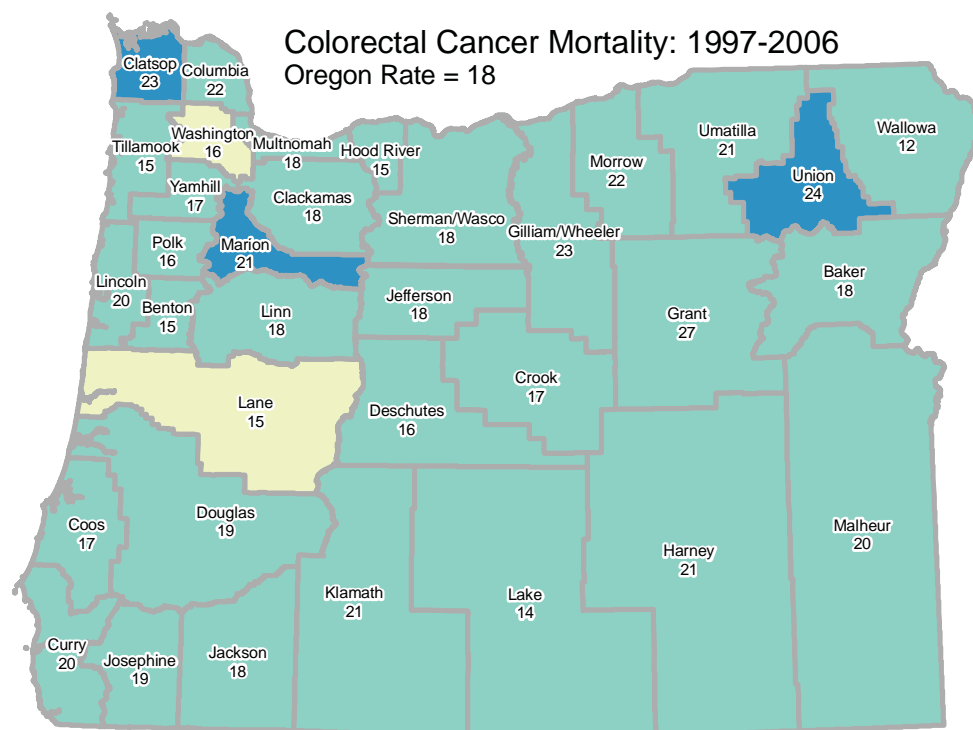 Colorectal Cancer Mortality: 1997-2006
Oregon Rate = 18
Clatsop
23
Columbia
22
Washington
16
Tillamook
15
Multnomah
18
Hood River
15
Yamhill
17
Clackamas
18
Sherman/Wasco
18
Gilliam/Wheeler
23
Morrow
22
Umatilla
21
Union
24
Wallowa
12
Polk
16
Marion
21
Lincoln
20
Benton
15
Linn
18
Jefferson
18
Grant
27
Baker
18
Lane
15
Deschutes
16
Crook
17
Coos
17
Douglas
19
Klamath
21
Lake
14
Harney
21
Malheur
20
Curry
20
Josephine
19
Jackson
18